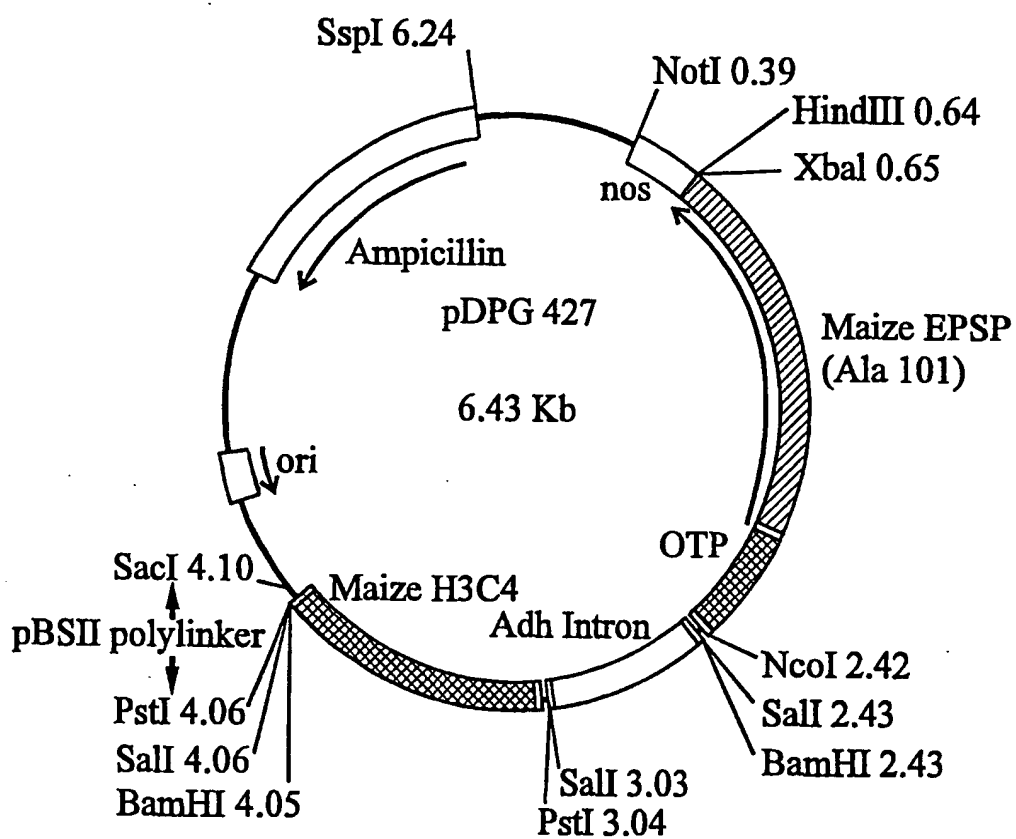 SspI 6.24
NotI 0.39
HindIII 0.64
Xbal 0.65
nos
Ampicillin
pDPG 427
Maize EPSP
(Ala 101)
6.43 Kb
ori
OTP
SacI 4.10
Maize H3C4
Adh Intron
pBSII polylinker
NcoI 2.42
PstI 4.06
SalI 2.43
SalI 4.06
BamHI 2.43
BamHI 4.05
SalI 3.03
PstI 3.04